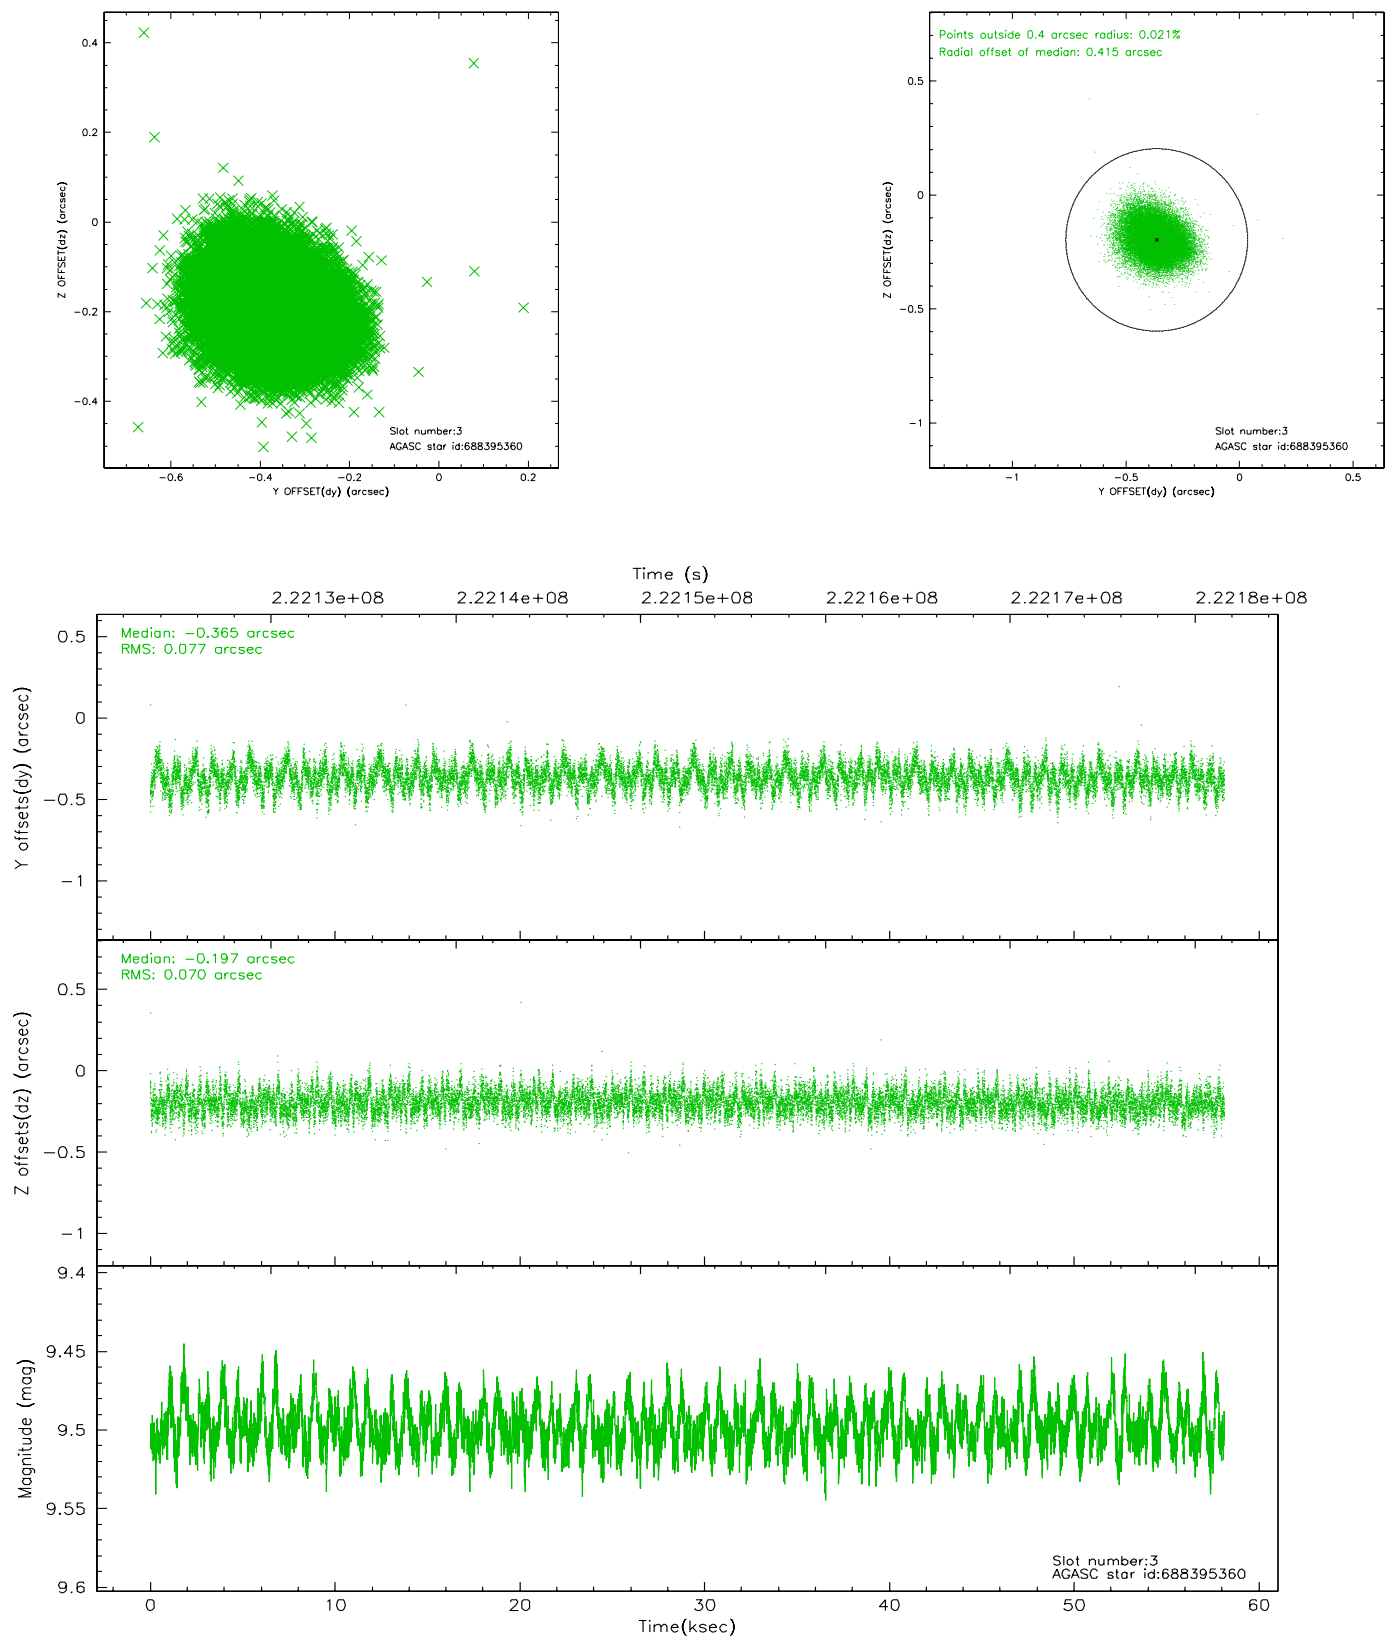 0.4
0.2
0
−0.2
−0.4
Z OFFSET(dz) (arcsec)
−0.6
−0.4
−0.2
0
0.2
Y OFFSET(dy) (arcsec)
Slot number:3
AGASC star id:688395360
Points outside 0.4 arcsec radius: 0.021%
Radial offset of median: 0.415 arcsec
0.5
0
−0.5
−1
Z OFFSET(dz) (arcsec)
−1
−0.5
0
0.5
Y OFFSET(dy) (arcsec)
Slot number:3
AGASC star id:688395360
Time (s)
2.2213e+08
2.2214e+08
2.2215e+08
2.2216e+08
2.2217e+08
2.2218e+08
Median: −0.365 arcsec
RMS: 0.077 arcsec
0.5
0
−0.5
−1
Y offsets(dy) (arcsec)
Median: −0.197 arcsec
RMS: 0.070 arcsec
0.5
0
−0.5
−1
Z offsets(dz) (arcsec)
9.4
9.45
9.5
9.55
9.6
Magnitude (mag)
Slot number:3
AGASC star id:688395360
0
10
20
30
40
50
60
Time(ksec)